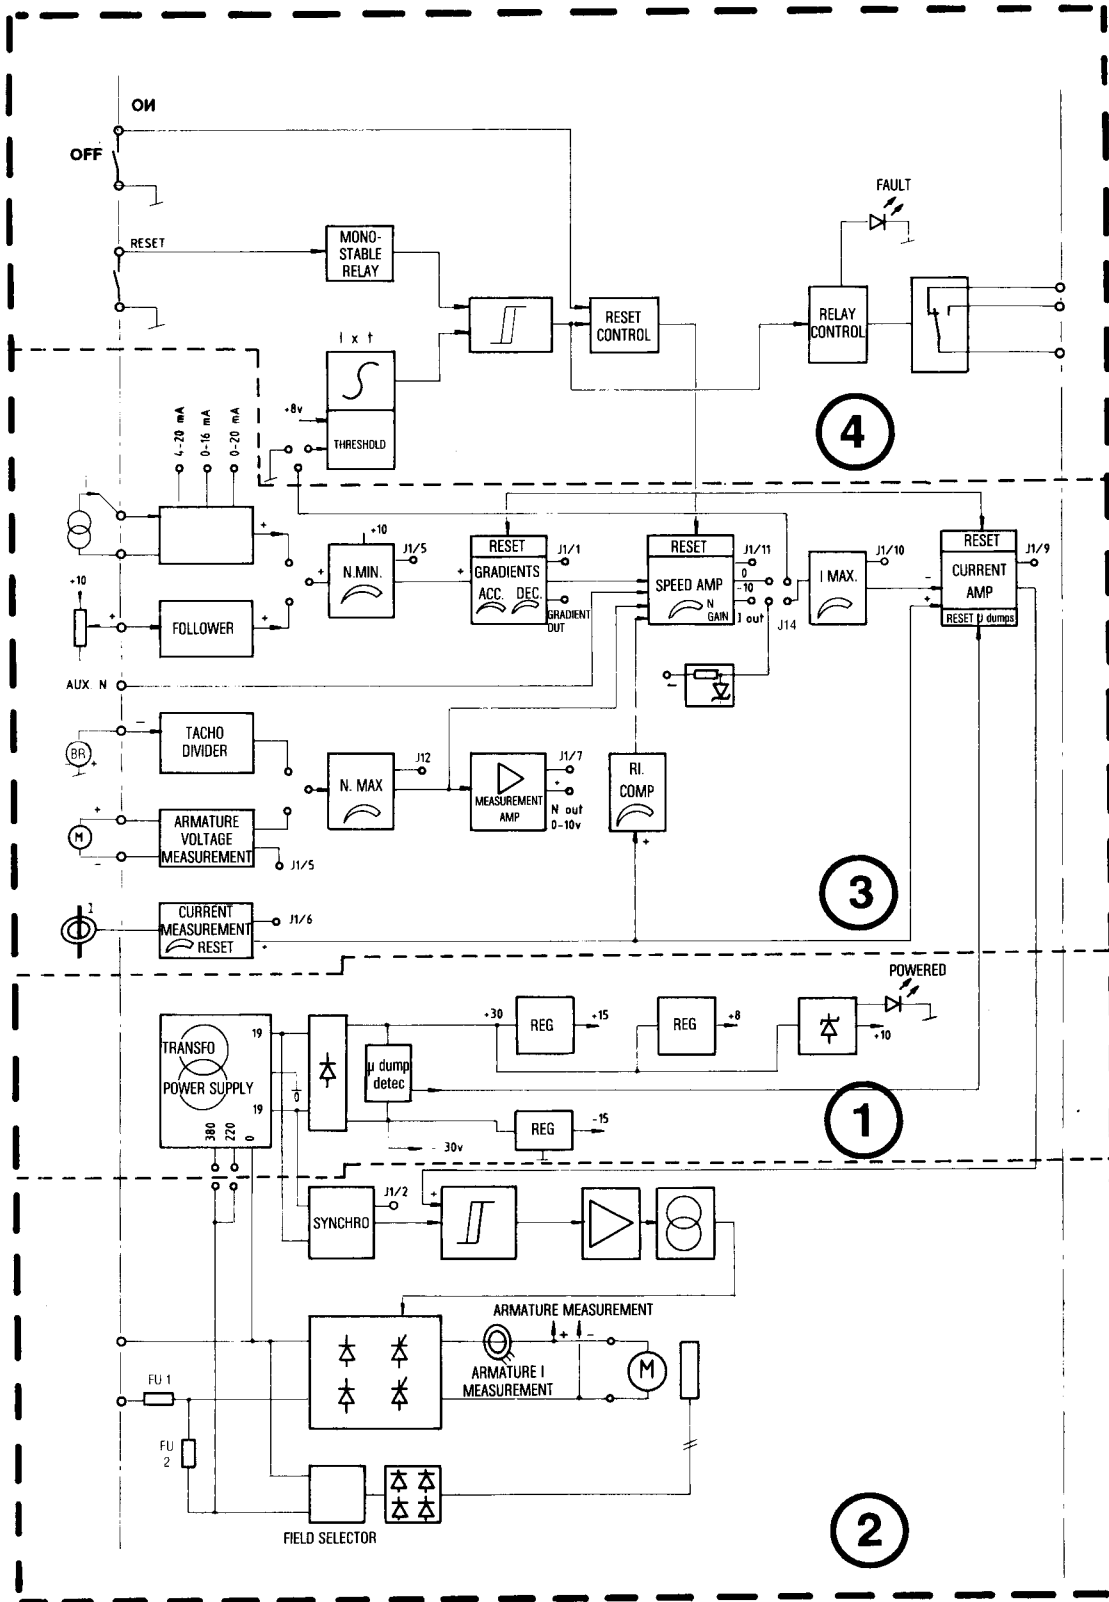 ON
OFF
FAULT
RESET
MONO-
STABLE
RELAY
RESET
CONTROL
RELAY
CONTROL
I x t
+8v
THRESHOLD
4
4-20 mA
0-16 mA
0-20 mA
+10
+
+
N.MIN.
J1/5
+
RESET
GRADIENTS
ACC. DEC.
J1/1
GRADIENT
OUT
RESET
SPEED AMP
N
GAIN
J1/11
0
-10
I out
J14
I MAX.
J1/10
-
+
RESET
CURRENT
AMP
RESET µ dumps
J1/9
+10
+
FOLLOWER
+
AUX. N
-
BR
+
TACHO
DIVIDER
-
N. MAX
J12
MEASUREMENT
AMP
J1/7
+
N out
0-10v
RI.
COMP
+
+
M
-
ARMATURE
VOLTAGE
MEASUREMENT
J1/5
3
I
CURRENT
MEASUREMENT
RESET
J1/6
+
POWERED
TRANSFO
POWER SUPPLY
19
0
19
380
220
0
µ dump
detec
+30
REG
+15
REG
+8
+10
REG
-15
- 30v
1
SYNCHRO
J1/2
+
ARMATURE MEASUREMENT
+
-
ARMATURE I
MEASUREMENT
M
FU 1
FU
2
FIELD SELECTOR
2